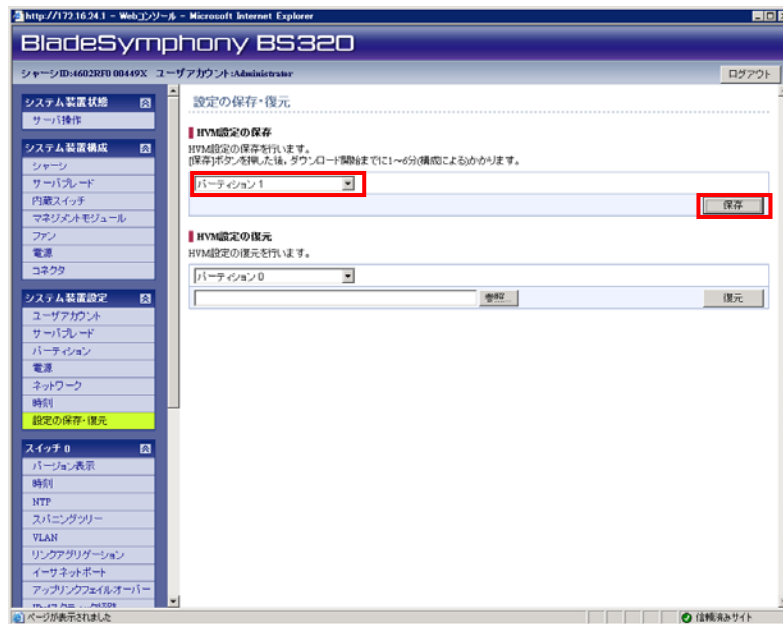 http://172.16.24.1 - Webコンソール - Microsoft Internet Explorer
BladeSymphony BS320
シャーシID:4602RF0 00449X ユーザアカウント:Administrator
ログアウト
システム装置状態
サーバ操作
システム装置構成
シャーシ
サーバブレード
内蔵スイッチ
マネジメントモジュール
ファン
電源
コネクタ
システム装置設定
ユーザアカウント
サーバブレード
パーティション
電源
ネットワーク
時刻
設定の保存・復元
スイッチ 0
バージョン表示
時刻
NTP
スパニングツリー
VLAN
リンクアグリゲーション
イーサネットポート
アップリンクフェイルオーバー
設定の保存・復元
HVM設定の保存
HVM設定の保存を行います。
[保存]ボタンを押した後，ダウンロード開始までに1～6分(構成による)かかります。
パーティション 1
保存
HVM設定の復元
HVM設定の復元を行います。
パーティション 0
参照...
復元
ページが表示されました
信頼済みサイト